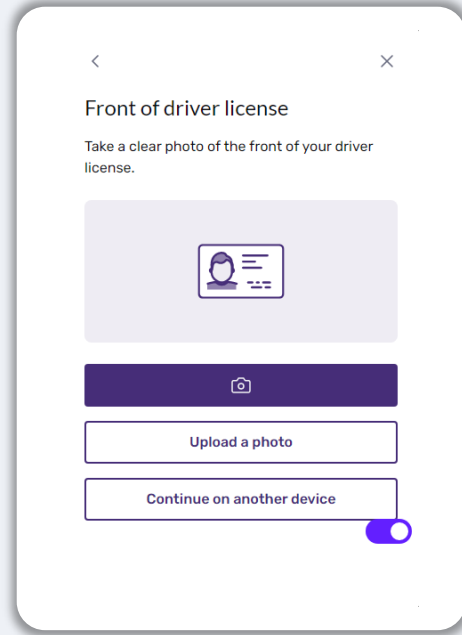 Front of driver license
Take a clear photo of the front of your driver
license.
Upload a photo
Continue on another device